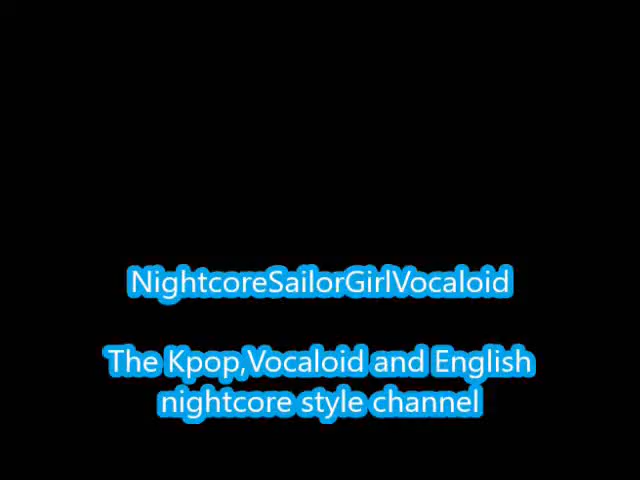 NightcoreSailorGirlVocaloid
The Kpop,Vocaloid and English
nightcore style channel